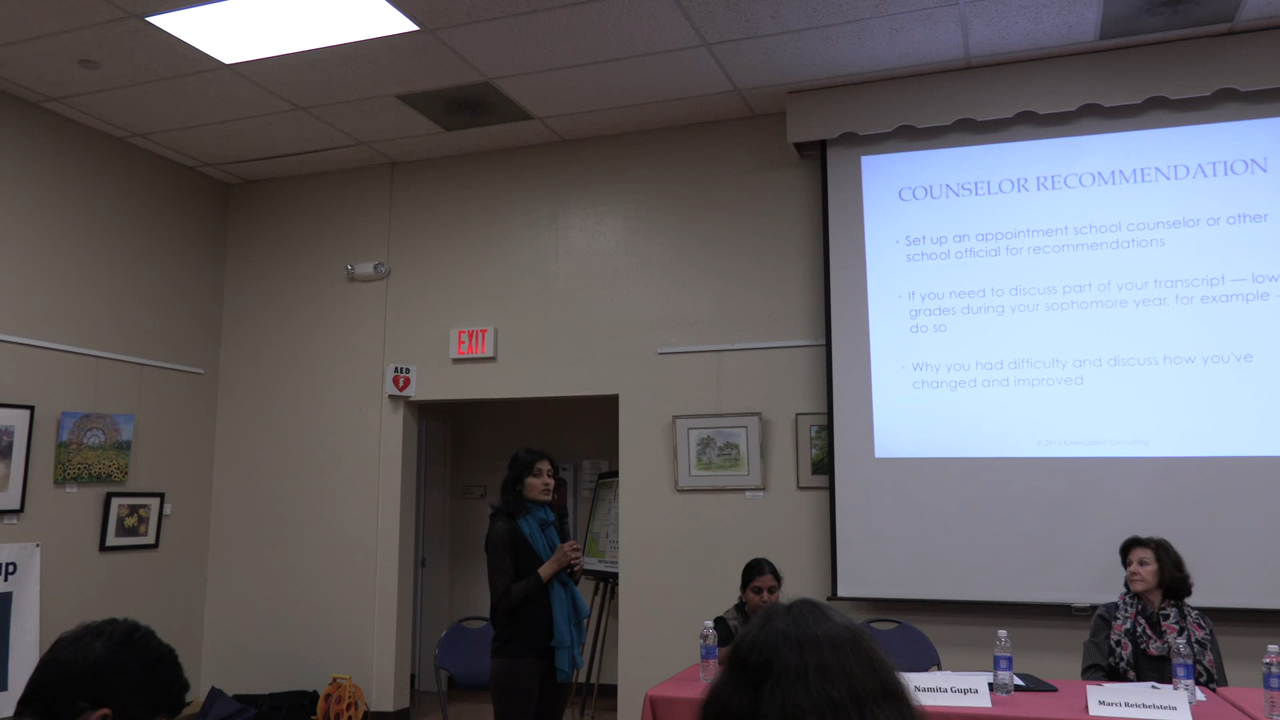 COUNSELOR RECOMMENDATION
Set up an appointment school counselor or other
school official for recommendations
If you need to discuss part of your transcript — low
grades during your sophomore year, for example -
do so
Why you had difficulty and discuss how you've
changed and improved
EXIT
AED
up
Namita Gupta
Marci Reichelstein